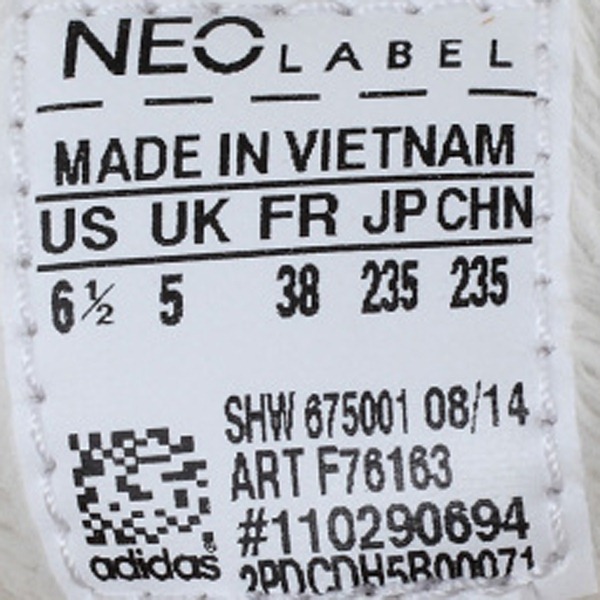 NEO LABEL
MADE IN VIETNAM
US UK FR JP CHN
6½ 5 38 235 235
SHW 675001 08/14
ART F76163
#110290694
adidas®
2PDCDH5B00071